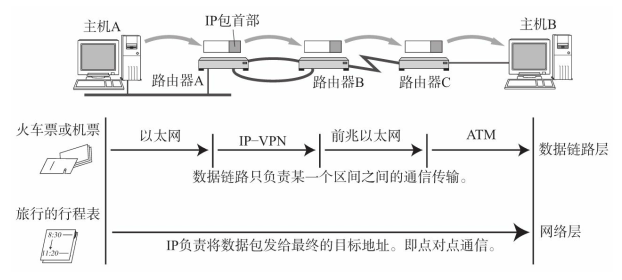 主机A
IP包首部
主机B
路由器A
路由器B
路由器C
火车票或机票
以太网
IP–VPN
前兆以太网
ATM
数据链路层
数据链路只负责某一个区间之间的通信传输。
旅行的行程表
8:30
11:20
网络层
IP负责将数据包发给最终的目标地址。即点对点通信。